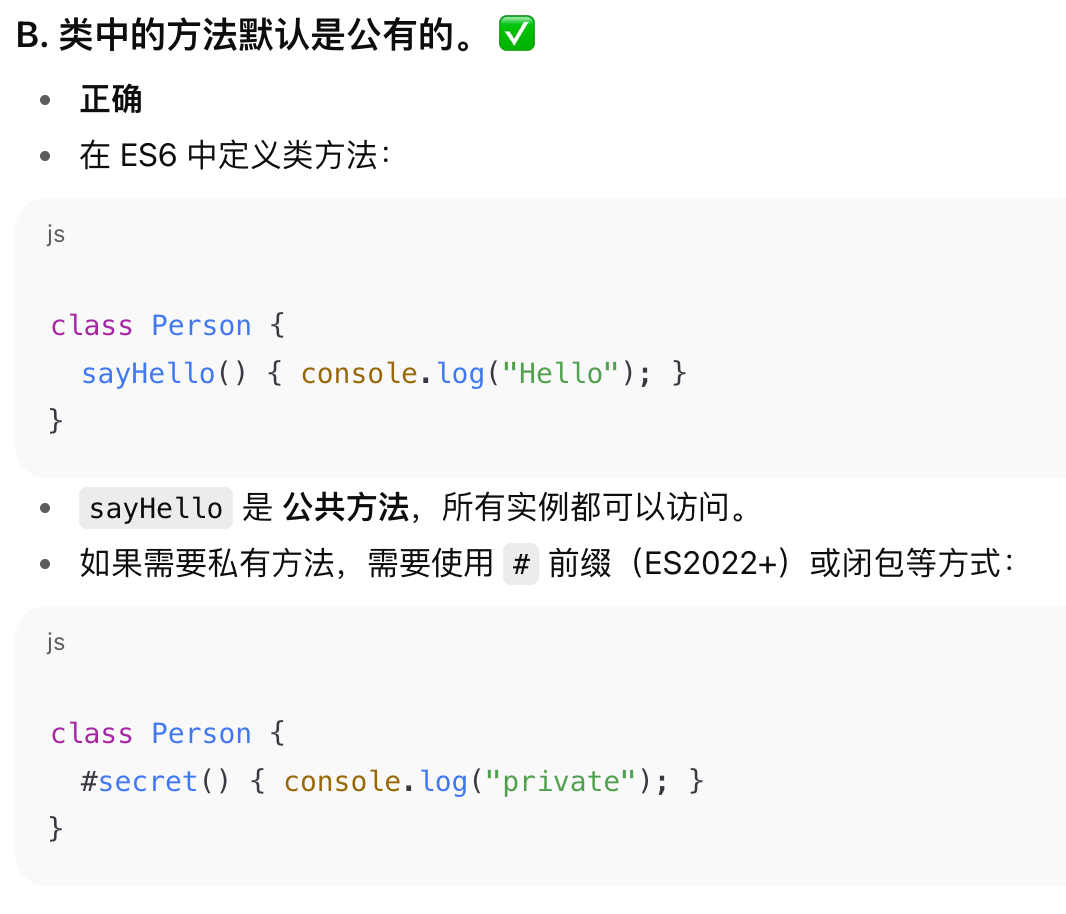 B. 类中的方法默认是公有的。 ✅
• 正确
• 在 ES6 中定义类方法：
js
class Person {
  sayHello() { console.log("Hello"); }
}
• sayHello 是 公共方法，所有实例都可以访问。
• 如果需要私有方法，需要使用 # 前缀（ES2022+）或闭包等方式：
js
class Person {
  #secret() { console.log("private"); }
}